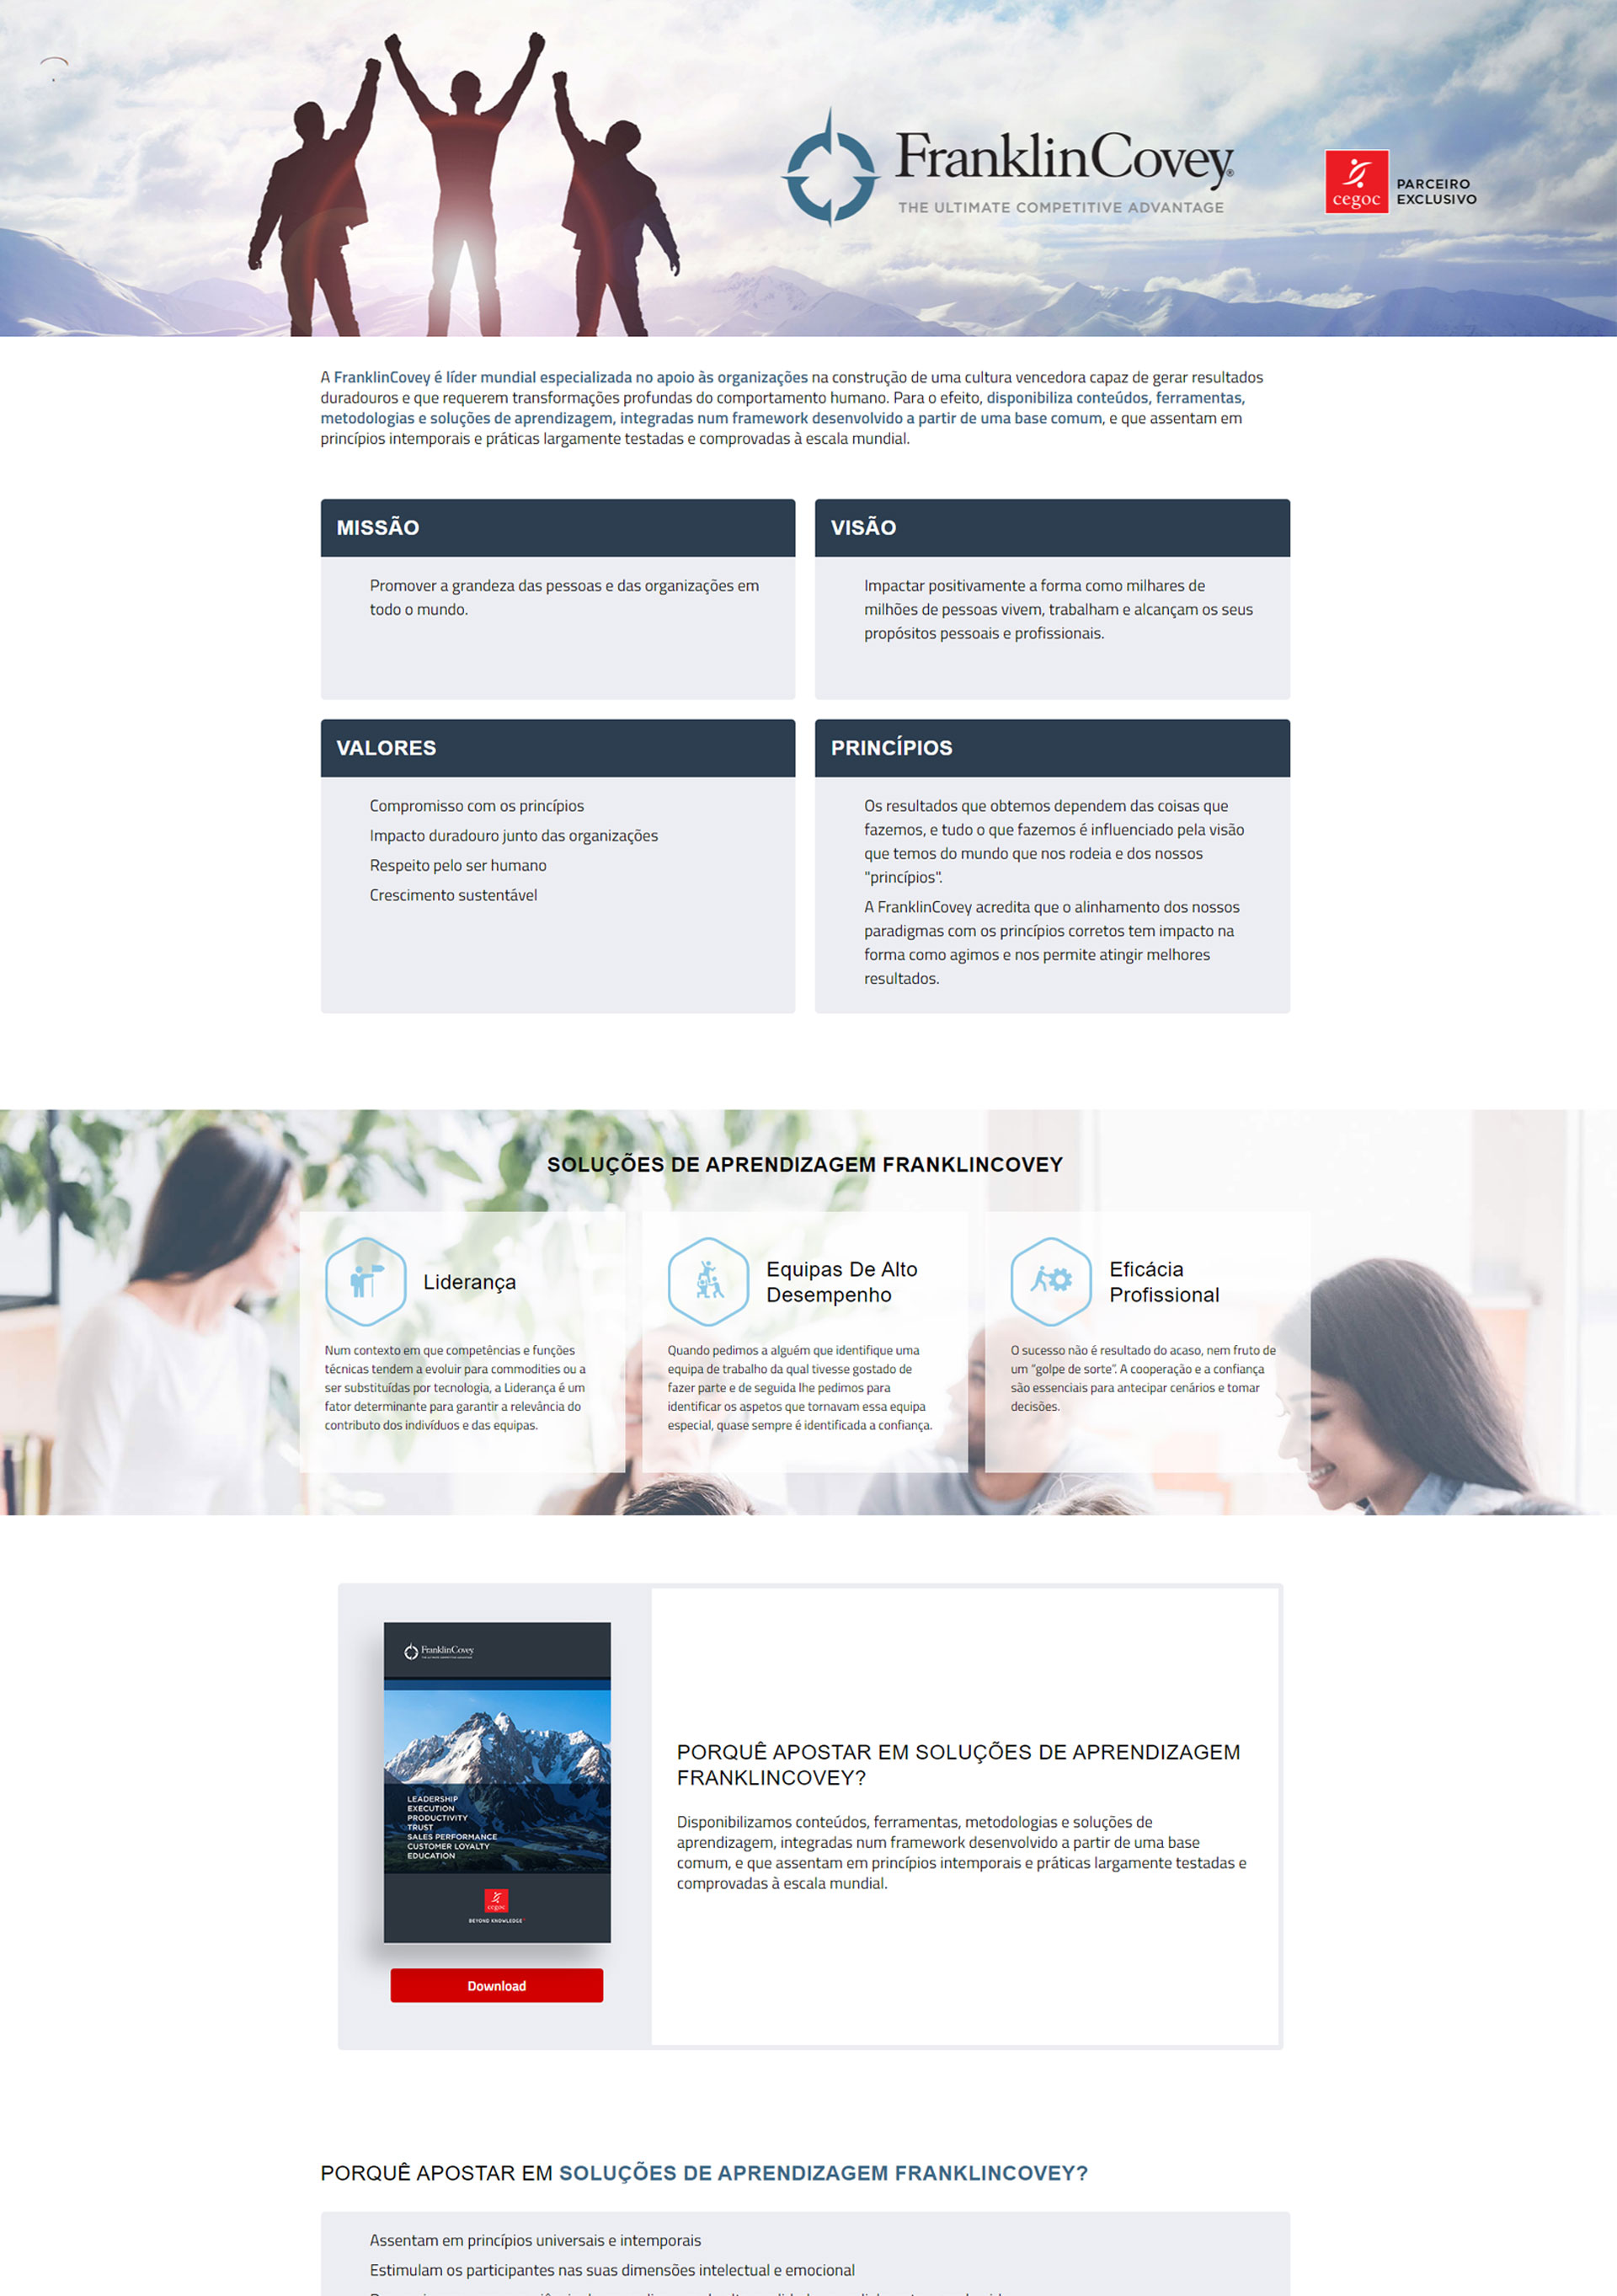 FranklinCovey®
THE ULTIMATE COMPETITIVE ADVANTAGE
cegoc
PARCEIRO
EXCLUSIVO
A FranklinCovey é líder mundial especializada no apoio às organizações na construção de uma cultura vencedora capaz de gerar resultados
duradouros e que requerem transformações profundas do comportamento humano. Para o efeito, disponibiliza conteúdos, ferramentas,
metodologias e soluções de aprendizagem, integradas num framework desenvolvido a partir de uma base comum, e que assentam em
princípios intemporais e práticas largamente testadas e comprovadas à escala mundial.
MISSÃO
Promover a grandeza das pessoas e das organizações em
todo o mundo.
VISÃO
Impactar positivamente a forma como milhares de
milhões de pessoas vivem, trabalham e alcançam os seus
propósitos pessoais e profissionais.
VALORES
Compromisso com os princípios
Impacto duradouro junto das organizações
Respeito pelo ser humano
Crescimento sustentável
PRINCÍPIOS
Os resultados que obtemos dependem das coisas que
fazemos, e tudo o que fazemos é influenciado pela visão
que temos do mundo que nos rodeia e dos nossos
"princípios".
A FranklinCovey acredita que o alinhamento dos nossos
paradigmas com os princípios corretos tem impacto na
forma como agimos e nos permite atingir melhores
resultados.
SOLUÇÕES DE APRENDIZAGEM FRANKLINCOVEY
Liderança
Num contexto em que competências e funções
técnicas tendem a evoluir para commodities ou a
ser substituídas por tecnologia, a Liderança é um
fator determinante para garantir a relevância do
contributo dos indivíduos e das equipas.
Equipas De Alto
Desempenho
Quando pedimos a alguém que identifique uma
equipa de trabalho da qual tivesse gostado de
fazer parte e de seguida lhe pedimos para
identificar os aspetos que tornavam essa equipa
especial, quase sempre é identificada a confiança.
Eficácia
Profissional
O sucesso não é resultado do acaso, nem fruto de
um "golpe de sorte". A cooperação e a confiança
são essenciais para antecipar cenários e tomar
decisões.
FranklinCovey
THE ULTIMATE COMPETITIVE ADVANTAGE
LEADERSHIP
EXECUTION
PRODUCTIVITY
TRUST
SALES PERFORMANCE
CUSTOMER LOYALTY
EDUCATION
cegoc
BEYOND KNOWLEDGE
Download
PORQUÊ APOSTAR EM SOLUÇÕES DE APRENDIZAGEM
FRANKLINCOVEY?
Disponibilizamos conteúdos, ferramentas, metodologias e soluções de
aprendizagem, integradas num framework desenvolvido a partir de uma base
comum, e que assentam em princípios intemporais e práticas largamente testadas e
comprovadas à escala mundial.
PORQUÊ APOSTAR EM SOLUÇÕES DE APRENDIZAGEM FRANKLINCOVEY?
Assentam em princípios universais e intemporais
Estimulam os participantes nas suas dimensões intelectual e emocional